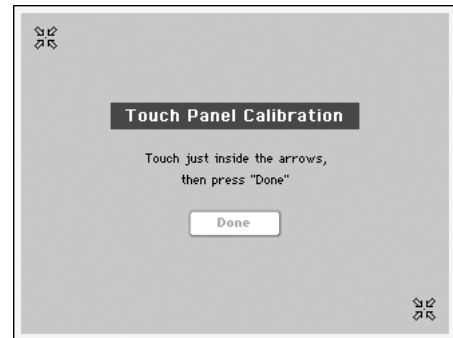 Touch Panel Calibration
Touch just inside the arrows,
then press "Done"
Done